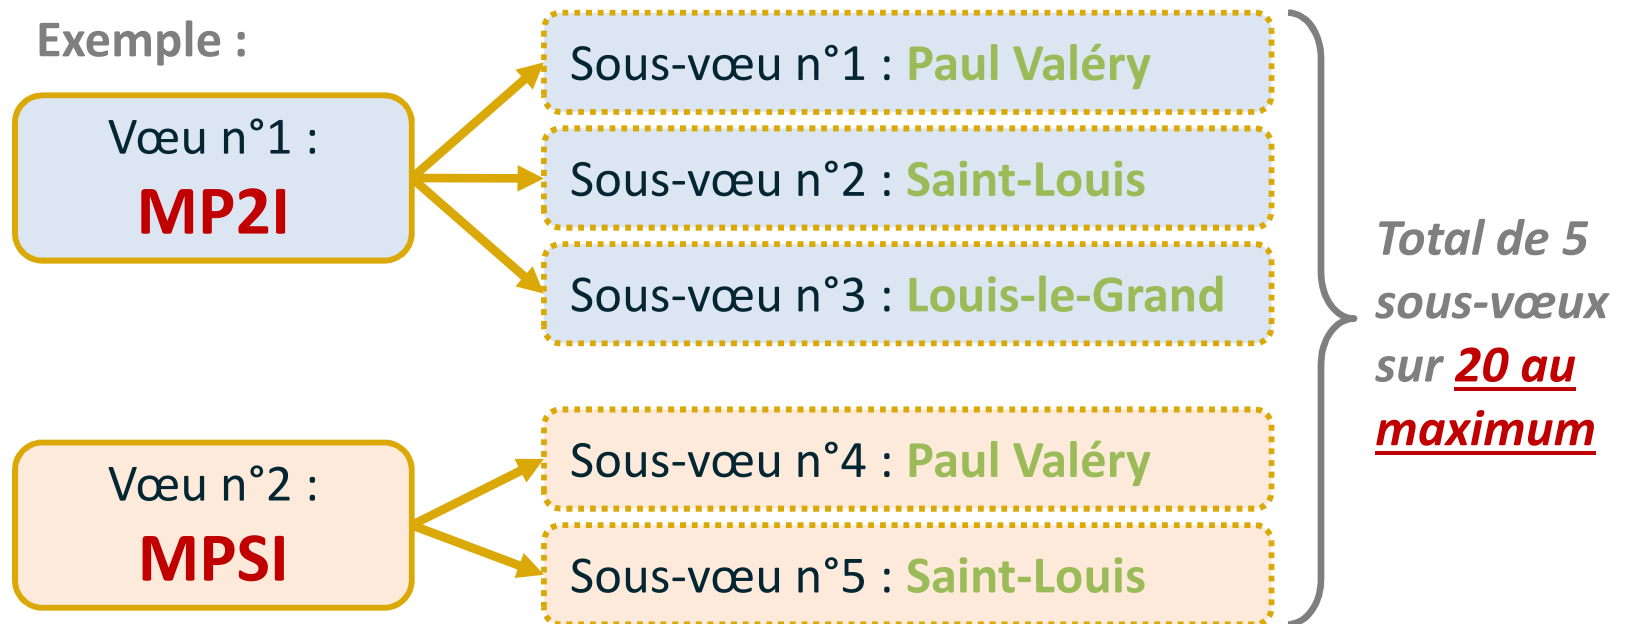 Exemple :
Vœu n°1 :
MP2I
Sous-vœu n°1 : Paul Valéry
Sous-vœu n°2 : Saint-Louis
Sous-vœu n°3 : Louis-le-Grand
Vœu n°2 :
MPSI
Sous-vœu n°4 : Paul Valéry
Sous-vœu n°5 : Saint-Louis
Total de 5
sous-vœux
sur 20 au
maximum